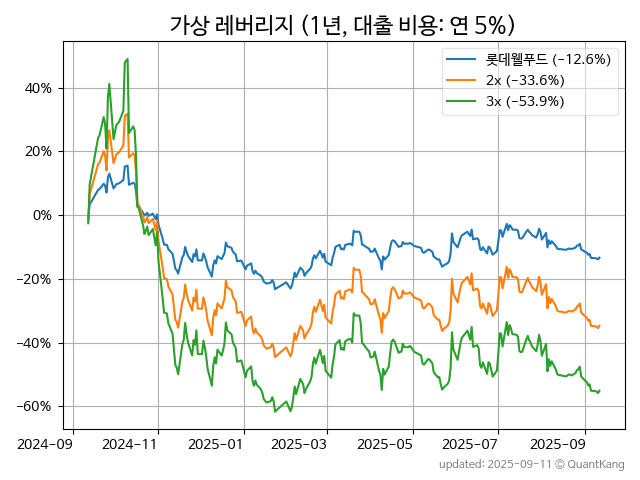 가상 레버리지 (1년, 대출 비용: 연 5%)
롯데웰푸드 (-12.6%)
2x (-33.6%)
3x (-53.9%)
40%
20%
0%
-20%
-40%
-60%
2024-09 2024-11 2025-01 2025-03 2025-05 2025-07 2025-09
updated: 2025-09-11 © QuantKang